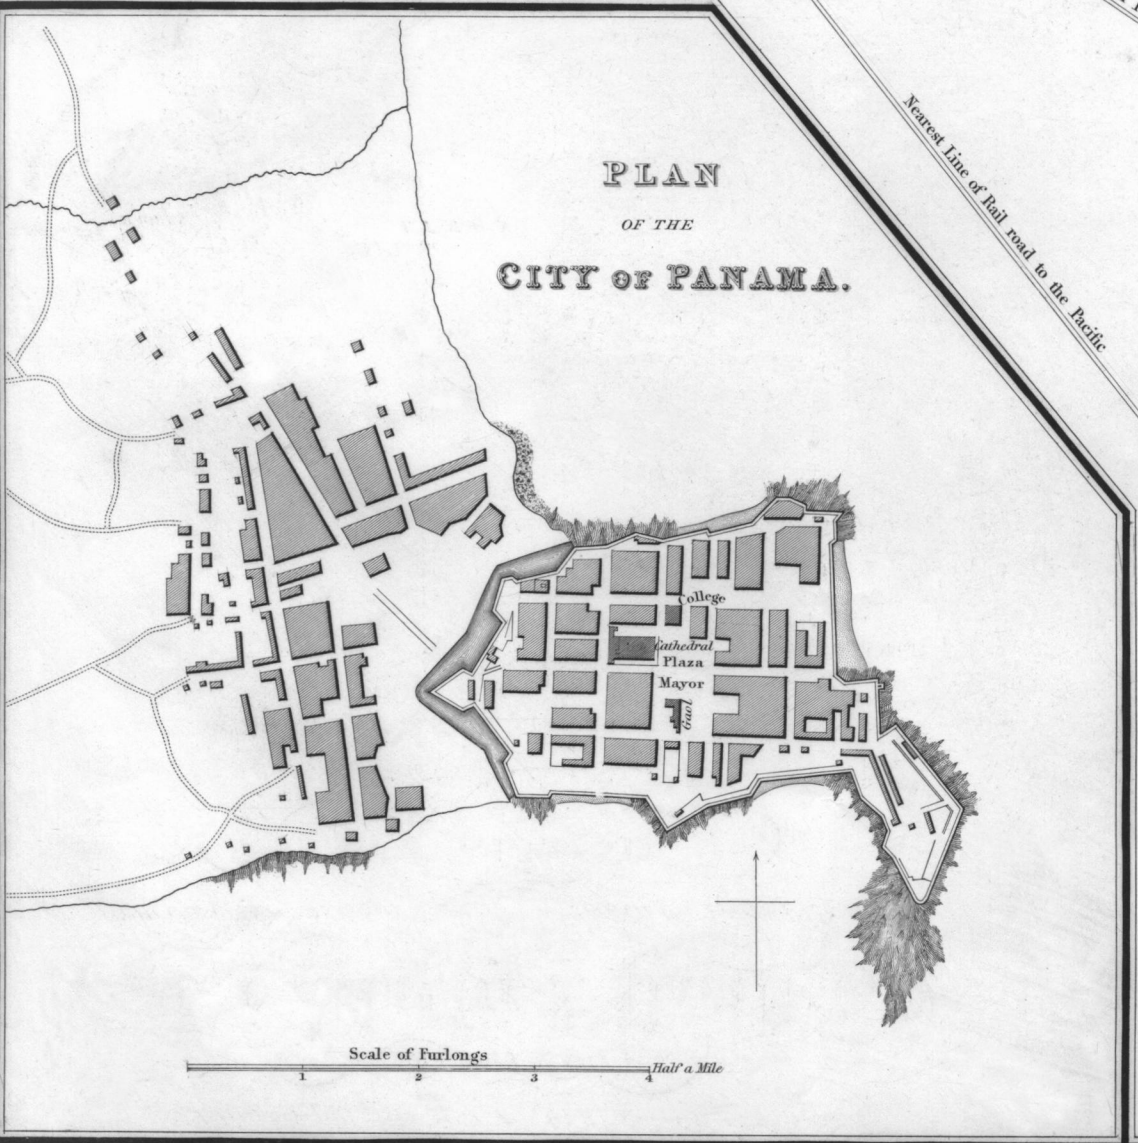 PLAN
OF THE
CITY OF PANAMA.
Nearest Line of Rail road to the Pacific
College
Cathedral
Plaza
Mayor
Gaol
Scale of Furlongs
Half a Mile
1 2 3 4